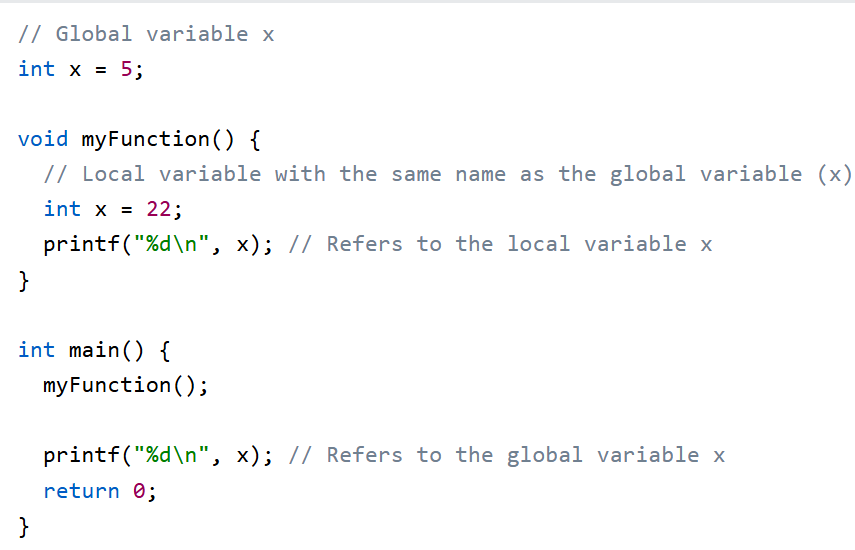 // Global variable x
int x = 5;
void myFunction() {
// Local variable with the same name as the global variable (x)
int x = 22;
printf("%d\n", x); // Refers to the local variable x
}
int main() {
myFunction();
printf("%d\n", x); // Refers to the global variable x
return 0;
}